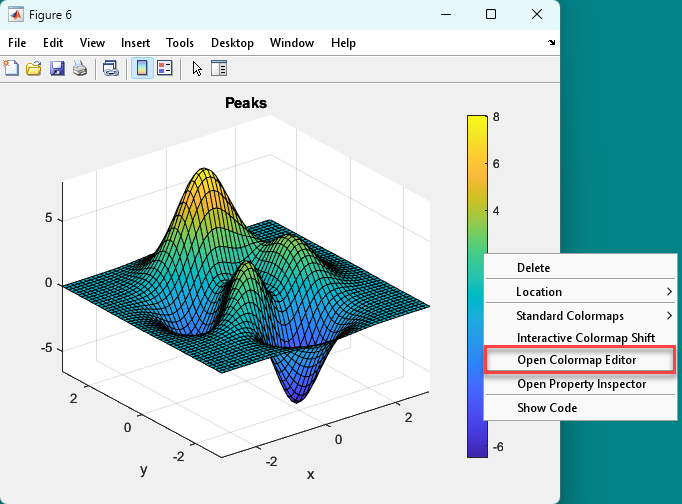 Figure 6
File Edit View Insert Tools Desktop Window Help
Peaks
5
0
-5
2
0
-2
y
-2
0
2
x
8
6
4
-6
Delete
Location
Standard Colormaps
Interactive Colormap Shift
Open Colormap Editor
Open Property Inspector
Show Code